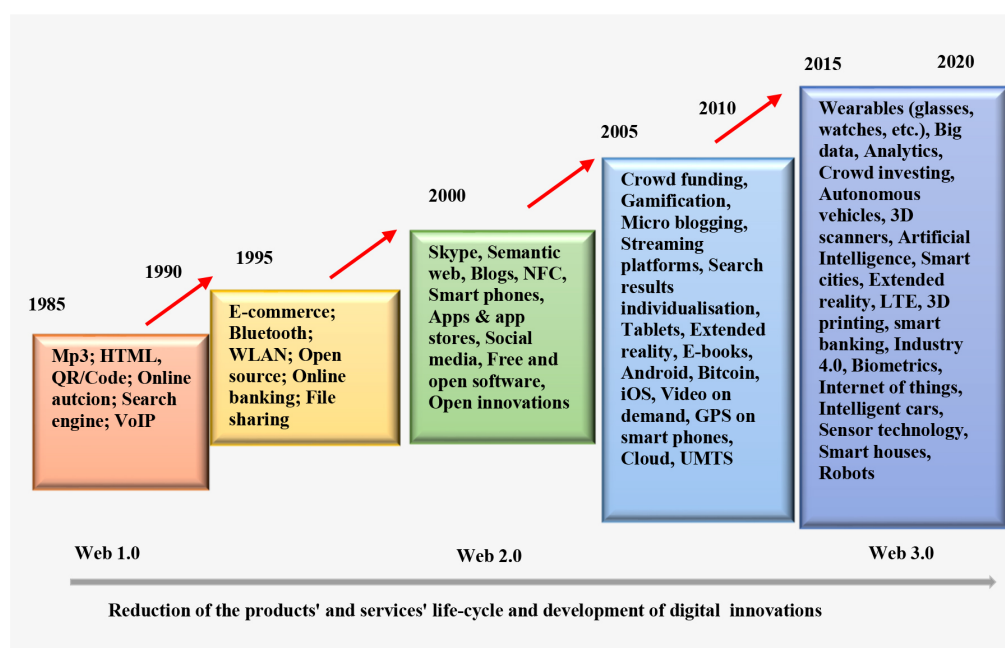 1985
1990
1995
2000
2005
2010
2015
2020
Mp3; HTML,
QR/Code; Online
autcion; Search
engine; VoIP
E-commerce;
Bluetooth;
WLAN; Open
source; Online
banking; File
sharing
Skype, Semantic
web, Blogs, NFC,
Smart phones,
Apps & app
stores, Social
media, Free and
open software,
Open innovations
Crowd funding,
Gamification,
Micro blogging,
Streaming
platforms, Search
results
individualisation,
Tablets, Extended
reality, E-books,
Android, Bitcoin,
iOS, Video on
demand, GPS on
smart phones,
Cloud, UMTS
Wearables (glasses,
watches, etc.), Big
data, Analytics,
Crowd investing,
Autonomous
vehicles, 3D
scanners, Artificial
Intelligence, Smart
cities, Extended
reality, LTE, 3D
printing, smart
banking, Industry
4.0, Biometrics,
Internet of things,
Intelligent cars,
Sensor technology,
Smart houses,
Robots
Web 1.0
Web 2.0
Web 3.0
Reduction of the products' and services' life-cycle and development of digital innovations